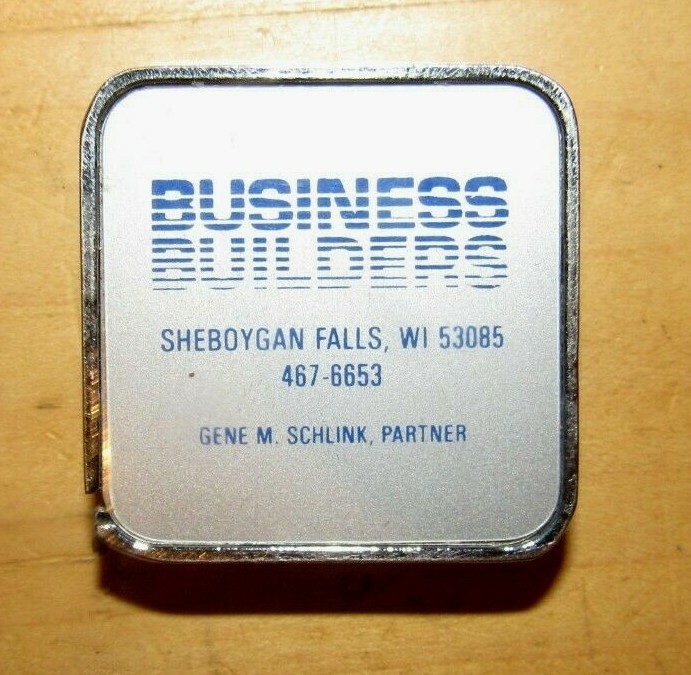 BUSINESS
BUILDERS
SHEBOYGAN FALLS, WI 53085
467-6653
GENE M. SCHLINK, PARTNER